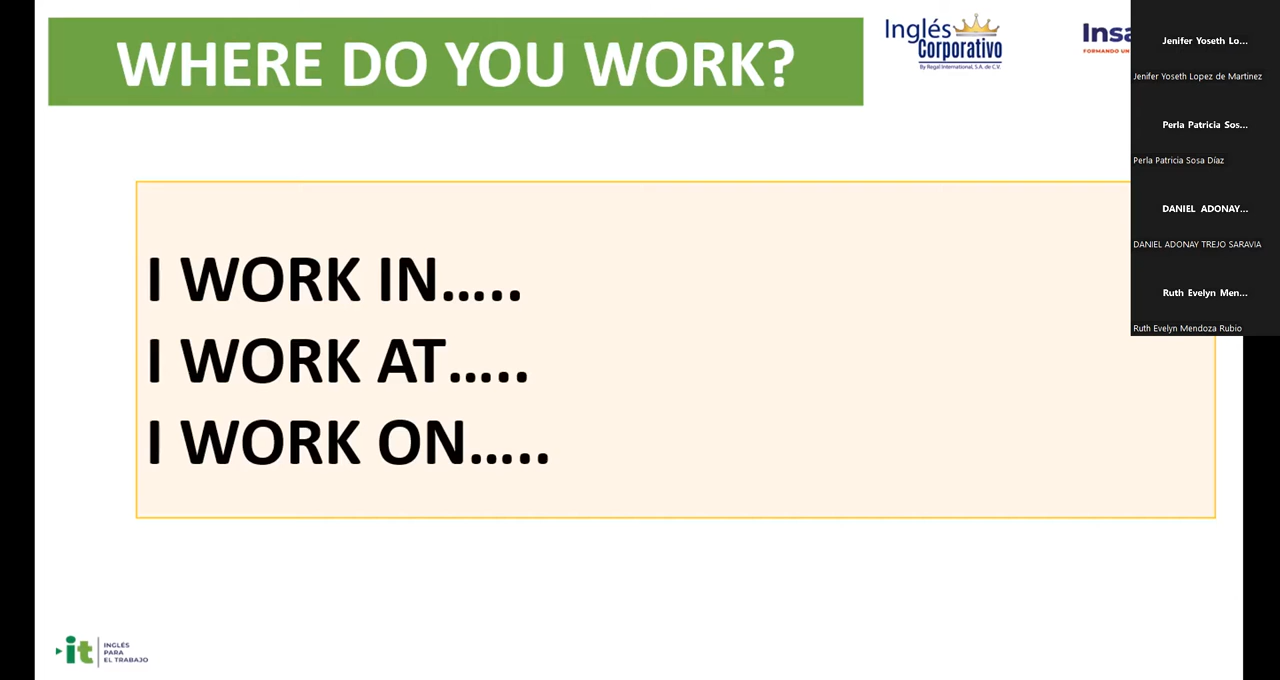 WHERE DO YOU WORK?
Inglés
Corporativo
By Regal International, S.A. de C.V.
Insa
FORMANDO UN
Jenifer Yoseth Lo...
Jenifer Yoseth Lopez de Martinez
Perla Patricia Sos...
Perla Patricia Sosa Díaz
DANIEL ADONAY...
DANIEL ADONAY TREJO SARAVIA
Ruth Evelyn Men...
Ruth Evelyn Mendoza Rubio
I WORK IN.....
I WORK AT.....
I WORK ON.....
it
INGLÉS
PARA
EL TRABAJO